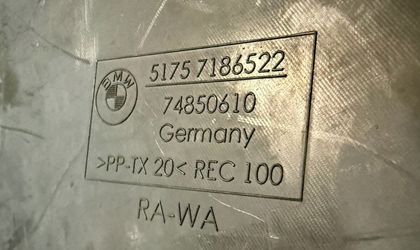 BMW
5175 7186522
74850610
Germany
>PP-TX 20< REC 100
RA-WA